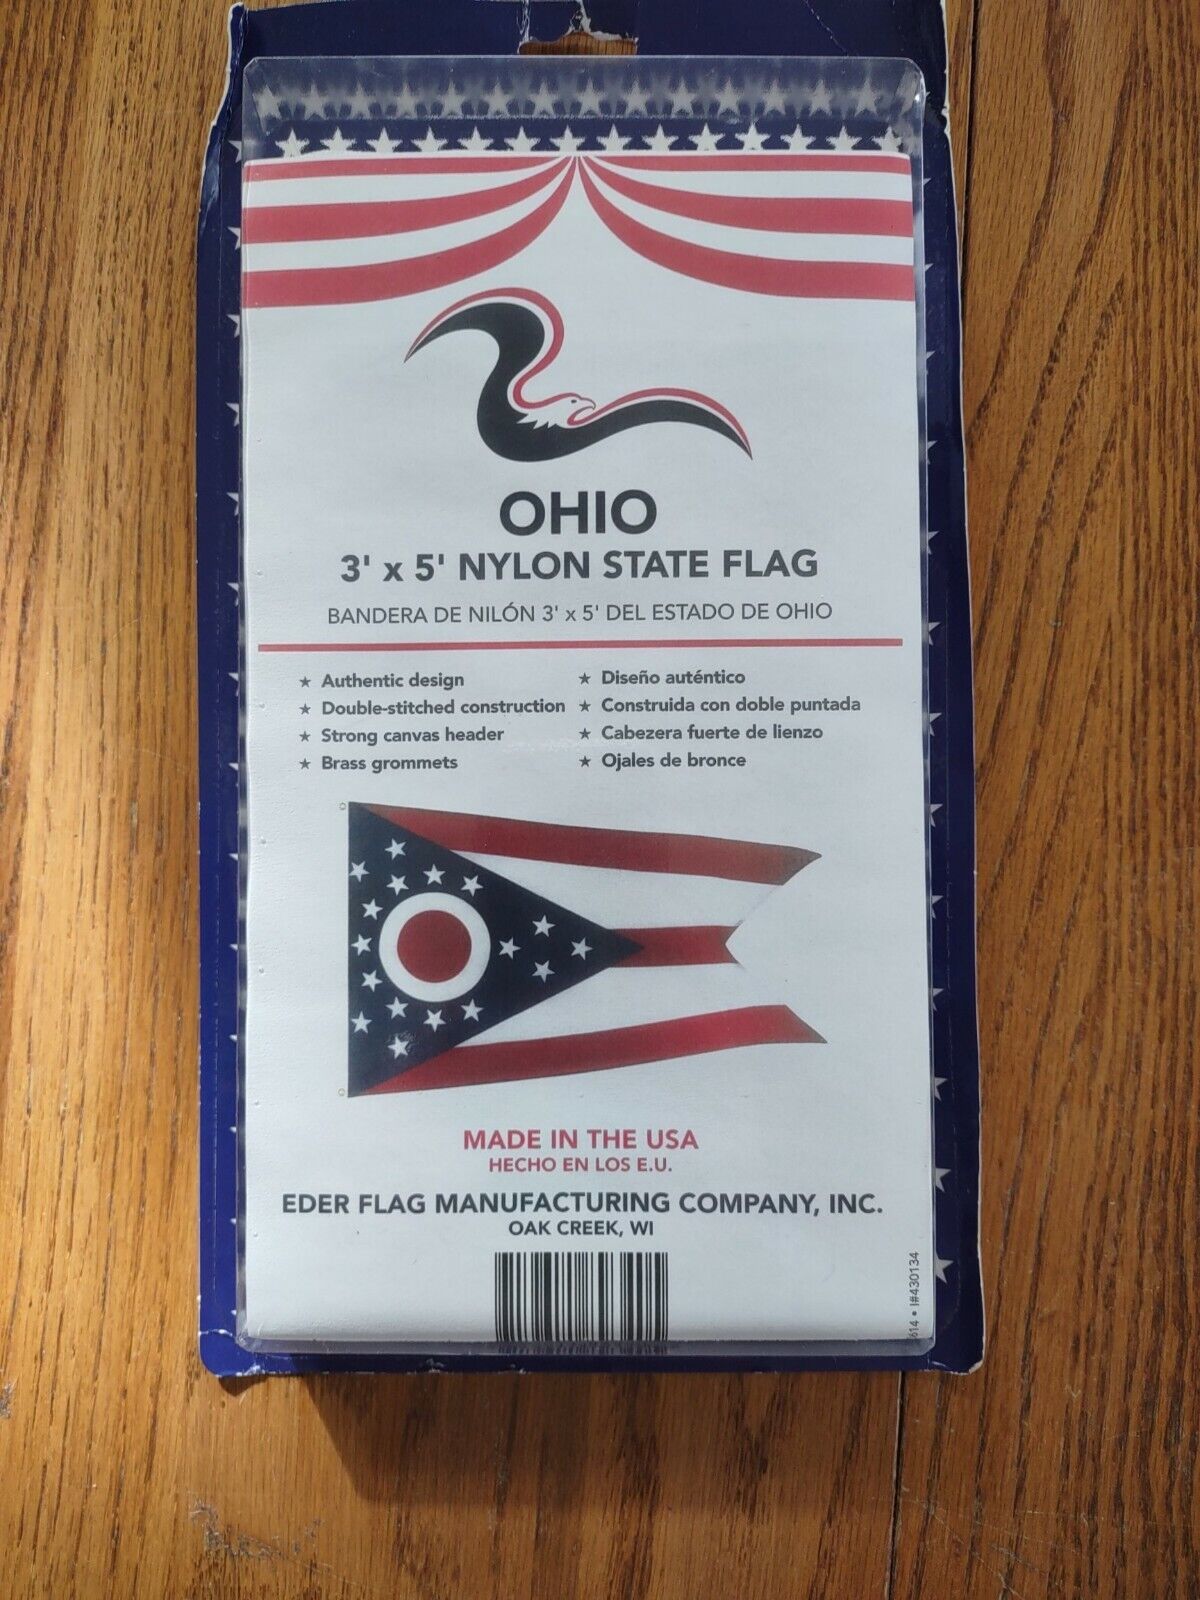 OHIO
3' x 5' NYLON STATE FLAG
BANDERA DE NILÓN 3' x 5' DEL ESTADO DE OHIO
★ Authentic design
★ Double-stitched construction
★ Strong canvas header
★ Brass grommets
★ Diseño auténtico
★ Construida con doble puntada
★ Cabezera fuerte de lienzo
★ Ojales de bronce
MADE IN THE USA
HECHO EN LOS E.U.
EDER FLAG MANUFACTURING COMPANY, INC.
OAK CREEK, WI
614 • I#430134